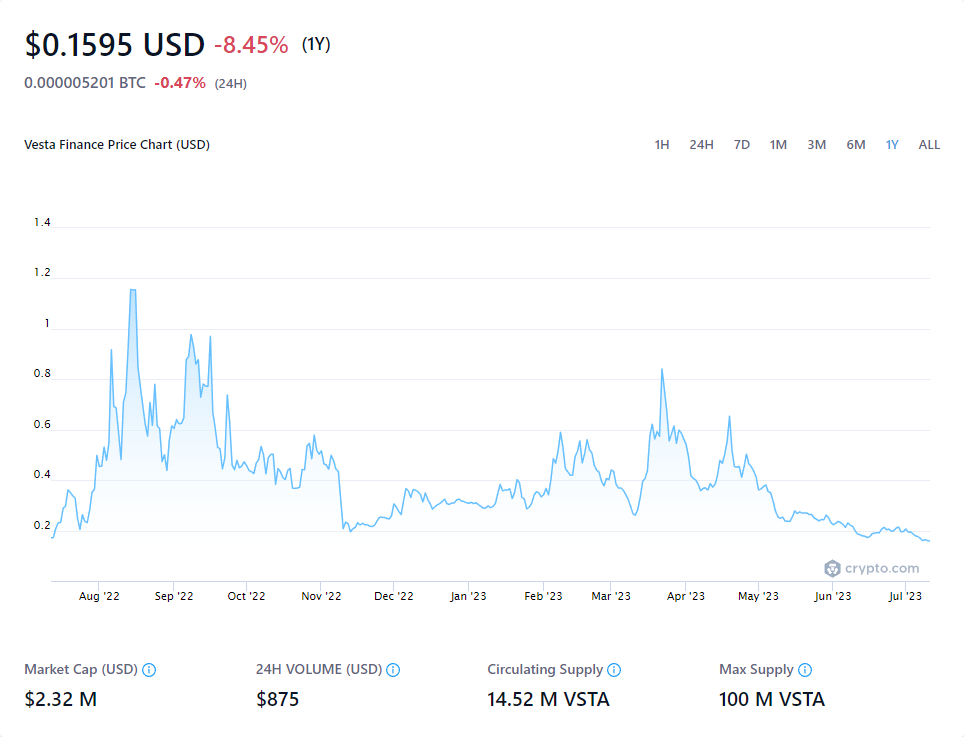 $0.1595 USD -8.45% (1Y)
0.000005201 BTC -0.47% (24H)
Vesta Finance Price Chart (USD) 1H 24H 7D 1M 3M 6M 1Y ALL
1.4
1.2
1
0.8
0.6
0.4
0.2
crypto.com
Aug '22 Sep '22 Oct '22 Nov '22 Dec '22 Jan '23 Feb '23 Mar '23 Apr '23 May '23 Jun '23 Jul '23
Market Cap (USD) 24H VOLUME (USD) Circulating Supply Max Supply
$2.32 M $875 14.52 M VSTA 100 M VSTA